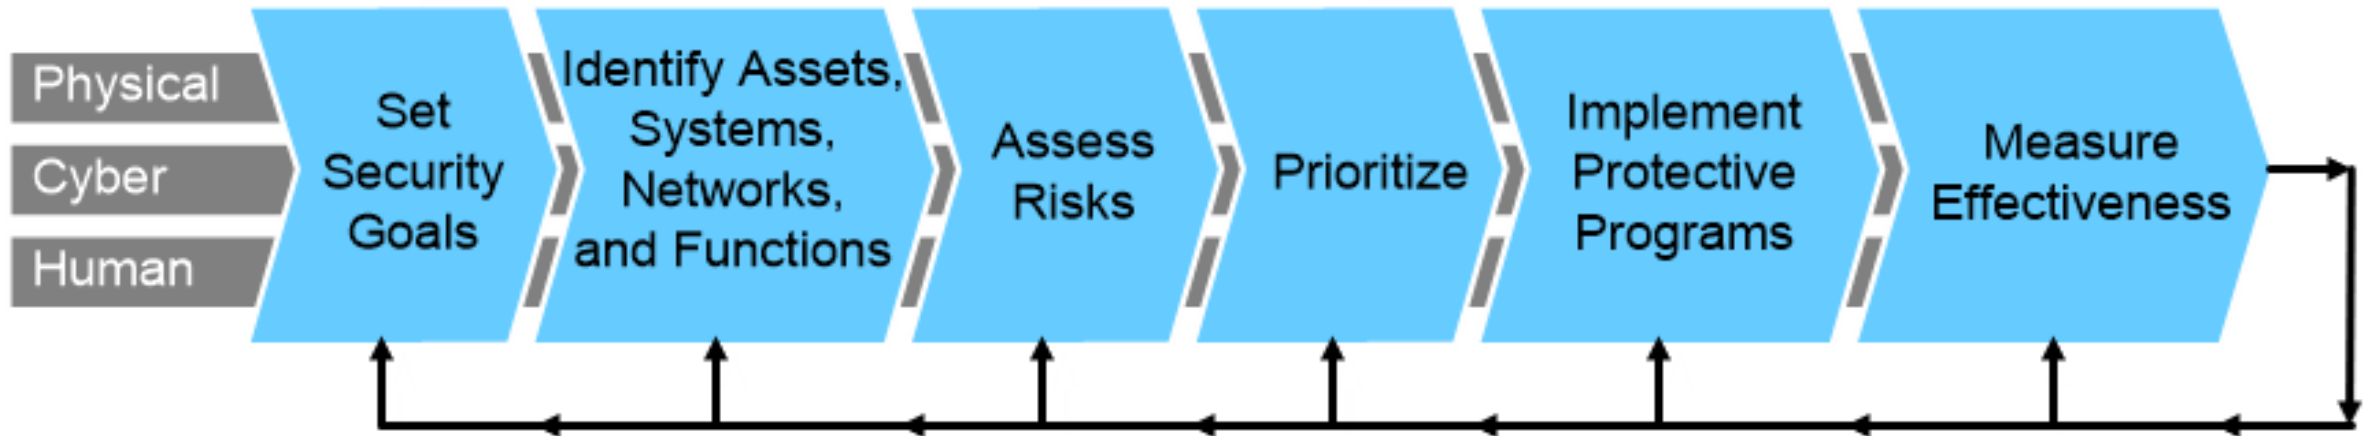 Physical
Cyber
Human
Set
Security
Goals
Identify Assets,
Systems,
Networks,
and Functions
Assess
Risks
Prioritize
Implement
Protective
Programs
Measure
Effectiveness